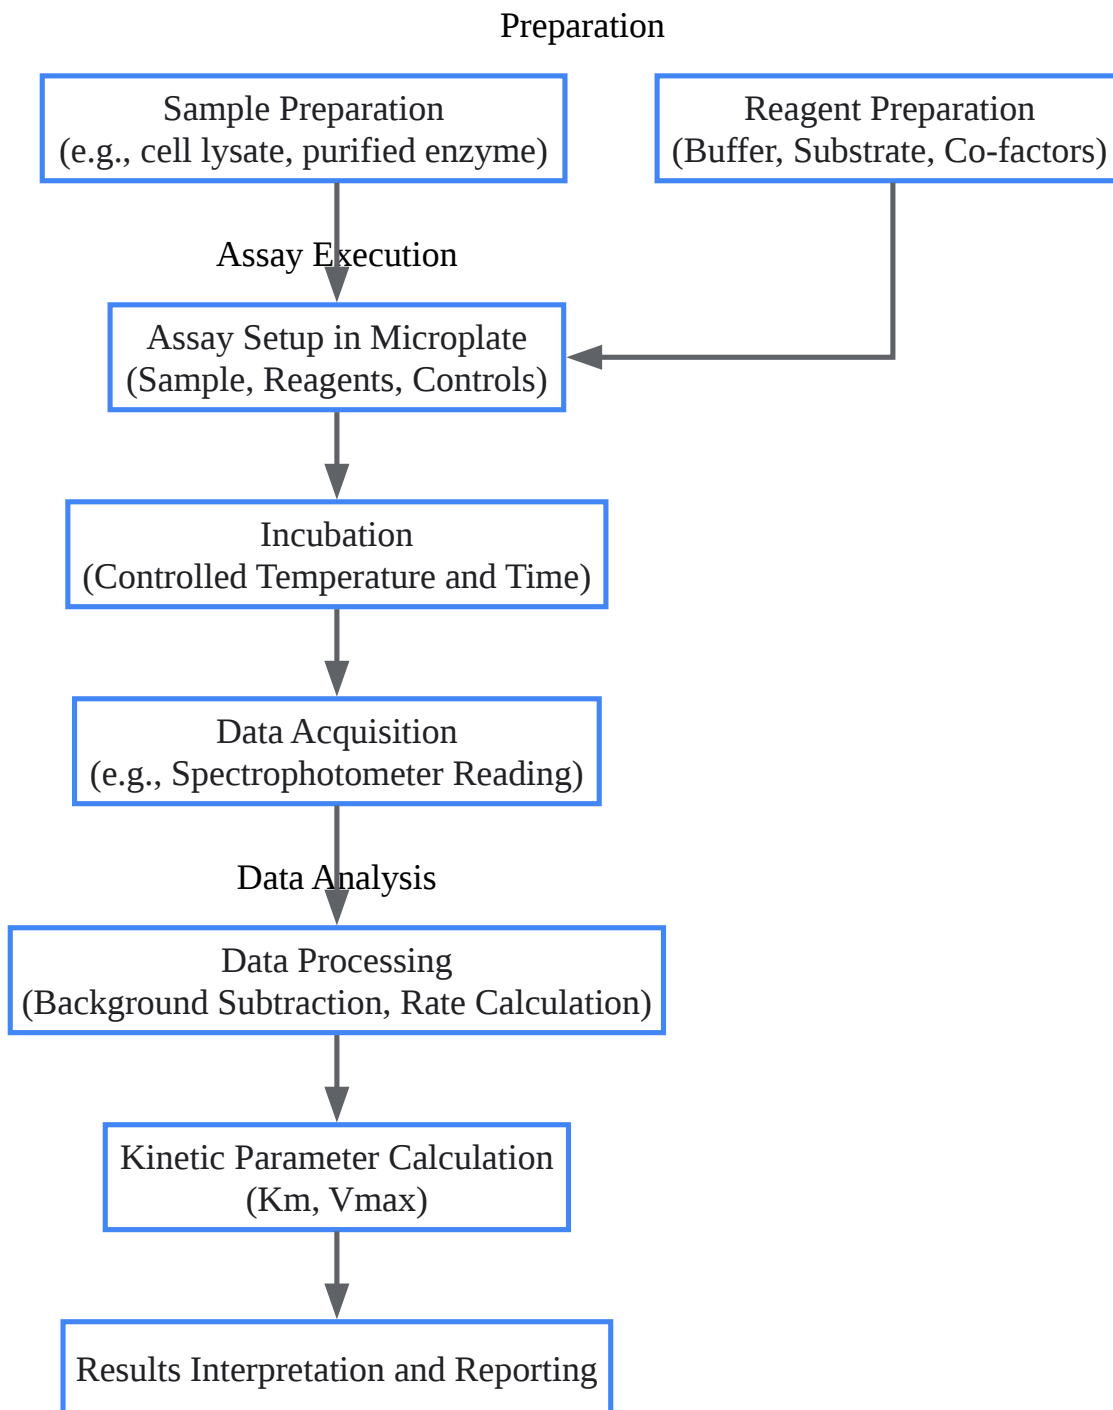 Preparation
Sample Preparation
(e.g., cell lysate, purified enzyme)
Reagent Preparation
(Buffer, Substrate, Co-factors)
Assay Execution
Assay Setup in Microplate
(Sample, Reagents, Controls)
Incubation
(Controlled Temperature and Time)
Data Acquisition
(e.g., Spectrophotometer Reading)
Data Analysis
Data Processing
(Background Subtraction, Rate Calculation)
Kinetic Parameter Calculation
(Km, Vmax)
Results Interpretation and Reporting